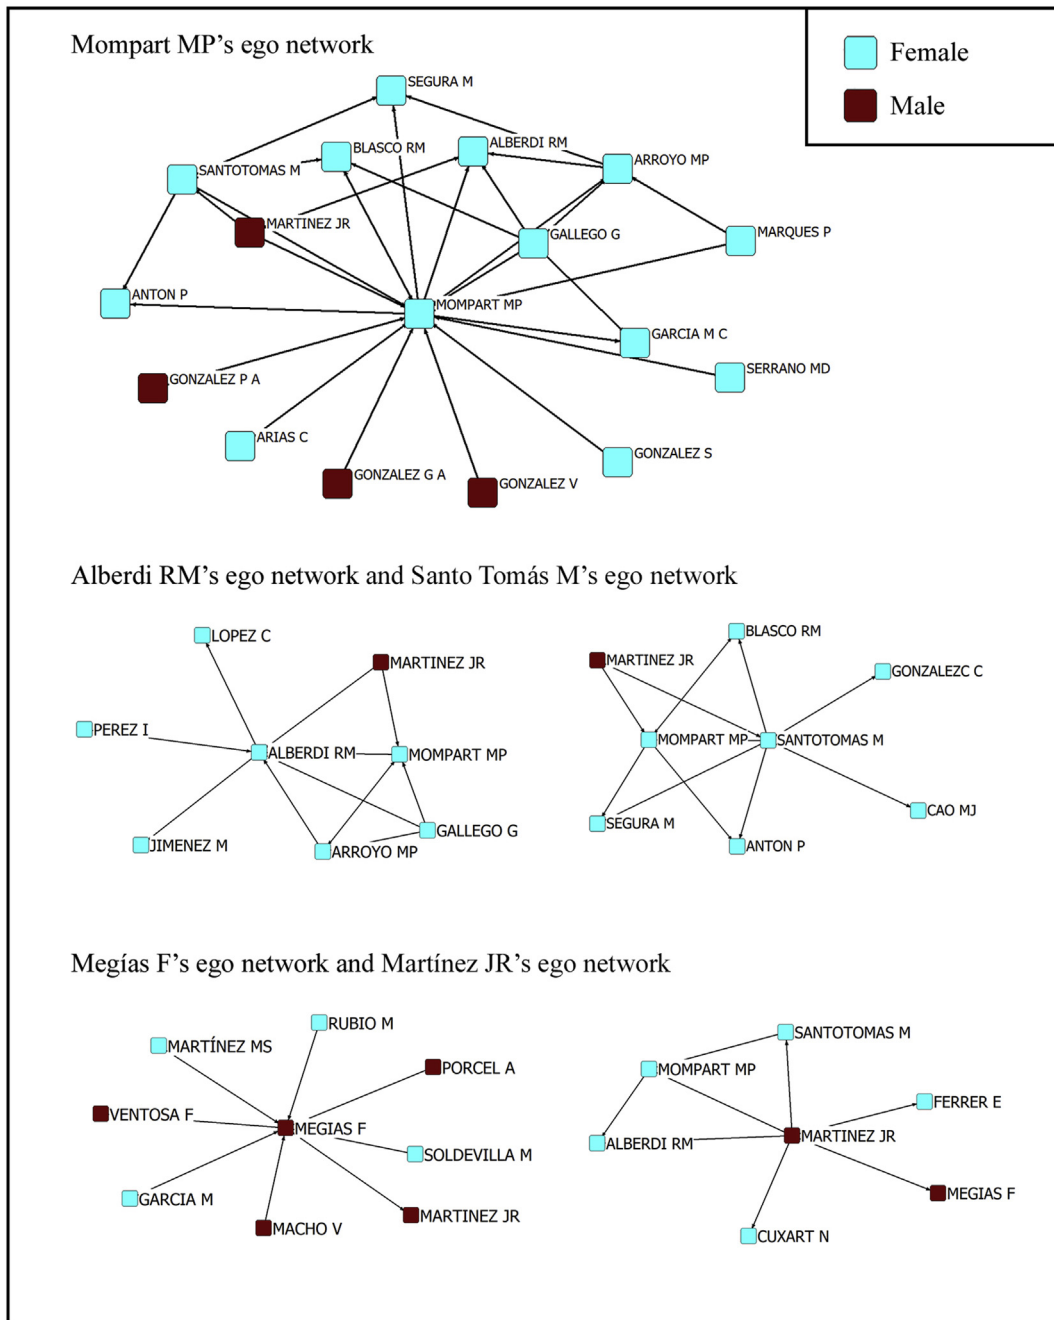 Mompart MP's ego network
Female
Male
SEGURA M
BLASCO RM
ALBERDI RM
ARROYO MP
SANTOTOMAS M
MARTINEZ JR
GALLEGO G
MARQUES P
ANTON P
MOMPART MP
GARCIA M C
SERRANO MD
GONZALEZ P A
ARIAS C
GONZALEZ S
GONZALEZ G A
GONZALEZ V
Alberdi RM's ego network and Santo Tomás M's ego network
LOPEZ C
MARTINEZ JR
PEREZ I
ALBERDI RM
MOMPART MP
JIMENEZ M
ARROYO MP
GALLEGO G
BLASCO RM
MARTINEZ JR
GONZALEZC C
MOMPART MP
SANTOTOMAS M
SEGURA M
CAO MJ
ANTON P
Megías F's ego network and Martínez JR's ego network
RUBIO M
MARTÍNEZ MS
PORCEL A
VENTOSA F
MEGIAS F
SOLDEVILLA M
GARCIA M
MACHO V
MARTINEZ JR
SANTOTOMAS M
MOMPART MP
FERRER E
ALBERDI RM
MARTINEZ JR
MEGIAS F
CUXART N